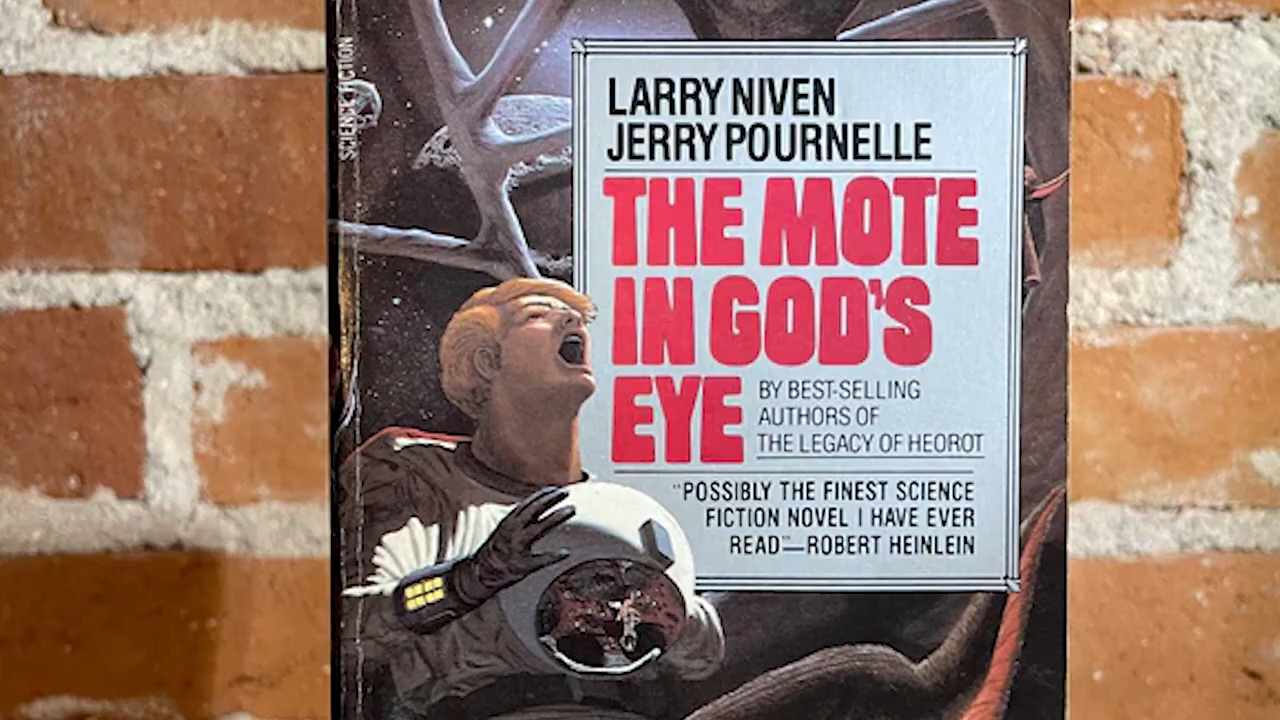 SCIENCE FICTION
LARRY NIVEN
JERRY POURNELLE
THE MOTE
IN GOD'S
EYE
BY BEST-SELLING
AUTHORS OF
THE LEGACY OF HEOROT
"POSSIBLY THE FINEST SCIENCE
FICTION NOVEL I HAVE EVER
READ"—ROBERT HEINLEIN